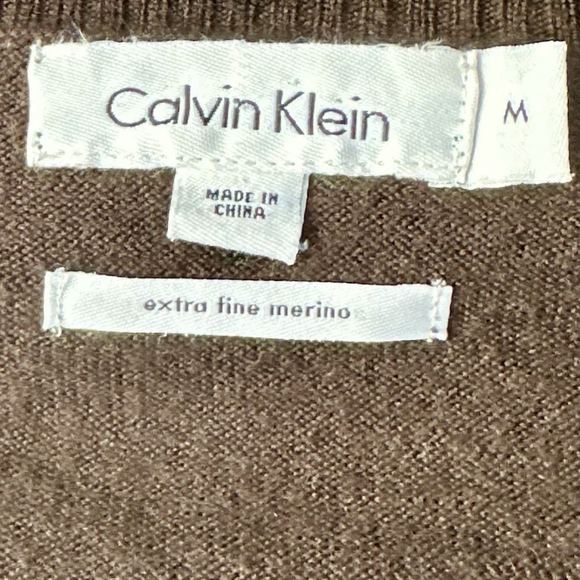 Calvin Klein
M
MADE IN
CHINA
extra fine merino